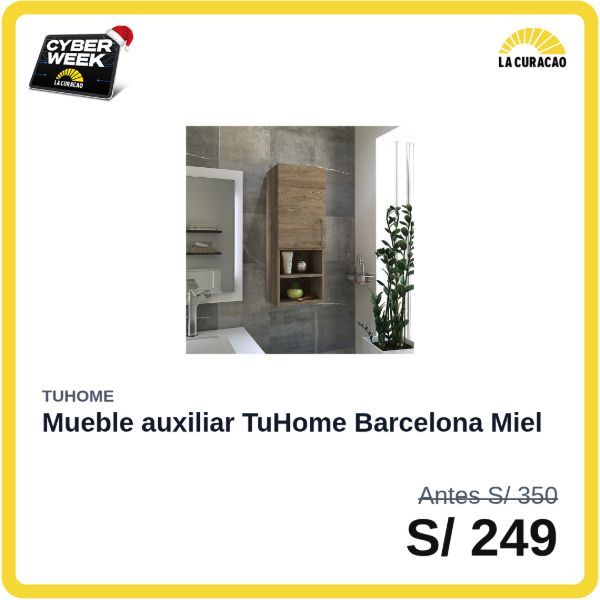 CYBER
WEEK
LA CURACAO
LA CURACAO
TUHOME
Mueble auxiliar TuHome Barcelona Miel
Antes S/ 350
S/ 249